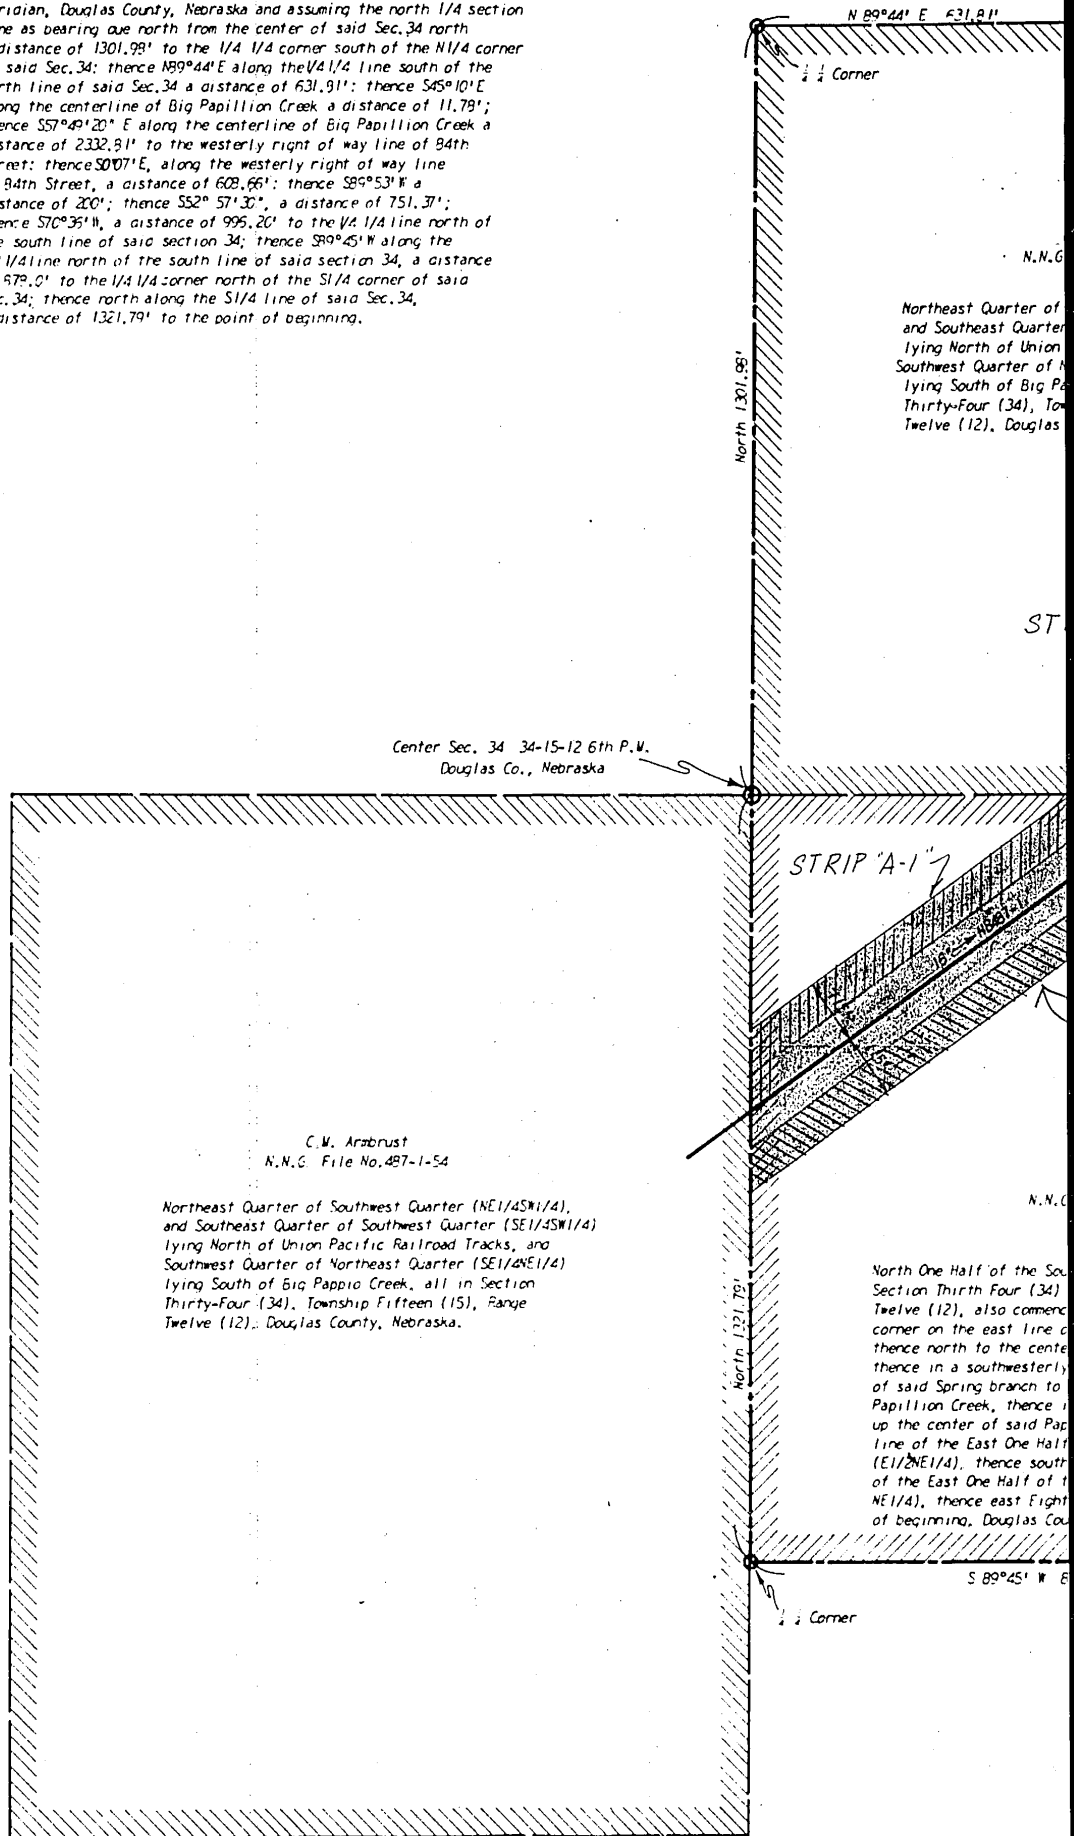 ridian, Douglas County, Nebraska and assuming the north 1/4 section
ne as bearing due north from the center of said Sec.34 north
distance of 1301.98' to the 1/4 1/4 corner south of the N1/4 corner
said Sec.34: thence N89°44'E along the 1/4 1/4 line south of the
rth line of said Sec.34 a distance of 631.81': thence S45°10'E
ong the centerline of Big Papillion Creek a distance of 11.78';
ence S57°49'20" E along the centerline of Big Papillion Creek a
stance of 2332.81' to the westerly right of way line of 84th
reet: thence S0°07'E, along the westerly right of way line
84th Street, a distance of 608.66': thence S89°53'W a
stance of 200'; thence S52° 57'30", a distance of 751.37';
ence S70°36'W, a distance of 995.20' to the 1/4 1/4 line north of
e south line of said section 34; thence S89°45'W along the
1/4 line north of the south line of said section 34, a distance
879.0' to the 1/4 1/4 corner north of the S1/4 corner of said
c.34; thence north along the S1/4 line of said Sec.34,
distance of 1321.79' to the point of beginning.
N 89°44' E 631.81'
1/4 1/4 Corner
N.N.G
Northeast Quarter of
and Southeast Quarter
lying North of Union
Southwest Quarter of N
lying South of Big Pa
Thirty-Four (34), Tow
Twelve (12), Douglas
North 1301.98'
ST
Center Sec. 34 34-15-12 6th P.M.
Douglas Co., Nebraska
STRIP "A-1"
16"
C.W. Armbrust
N.N.G. File No.487-1-54
Northeast Quarter of Southwest Quarter (NE1/4SW1/4),
and Southeast Quarter of Southwest Quarter (SE1/4SW1/4)
lying North of Union Pacific Railroad Tracks, and
Southwest Quarter of Northeast Quarter (SE1/4NE1/4)
lying South of Big Pappio Creek, all in Section
Thirty-Four (34), Township Fifteen (15), Range
Twelve (12), Douglas County, Nebraska.
North 1321.79'
N.N.G
North One Half of the Sou
Section Thirth Four (34)
Twelve (12), also commenc
corner on the east line o
thence north to the cente
thence in a southwesterly
of said Spring branch to
Papillion Creek, thence i
up the center of said Pap
line of the East One Half
(E1/2NE1/4), thence south
of the East One Half of t
NE1/4), thence east Eight
of beginning, Douglas Cou
S 89°45' W 8
1/4 1/4 Corner